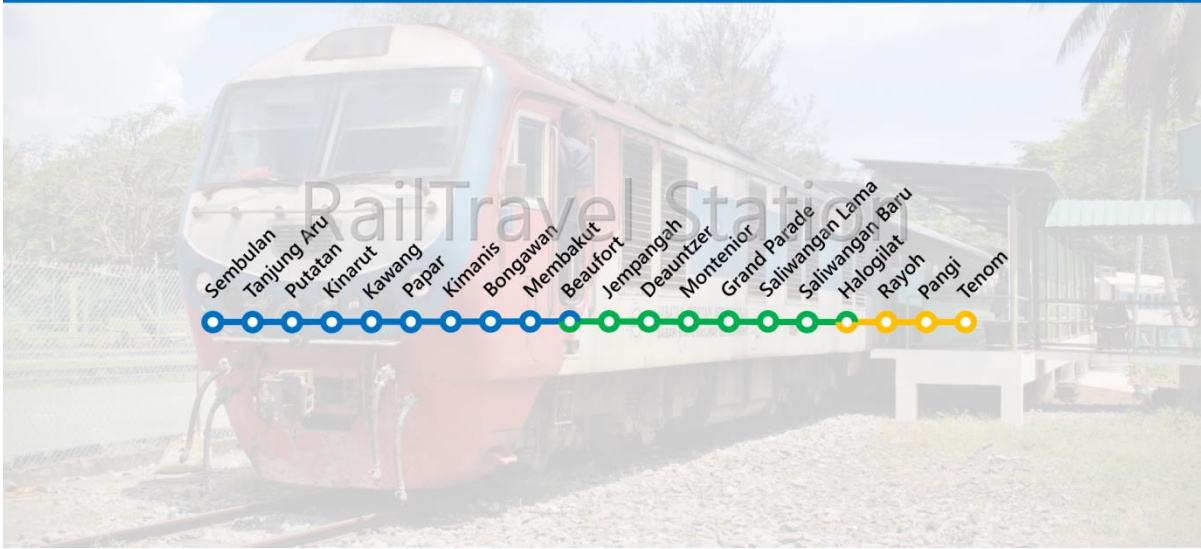 RailTravel Station
Sembulan
Tanjung Aru
Putatan
Kinarut
Kawang
Papar
Kimanis
Bongawan
Membakut
Beaufort
Jempangah
Deauntzer
Montenior
Grand Parade
Saliwangan Lama
Saliwangan Baru
Halogilat
Rayoh
Pangi
Tenom